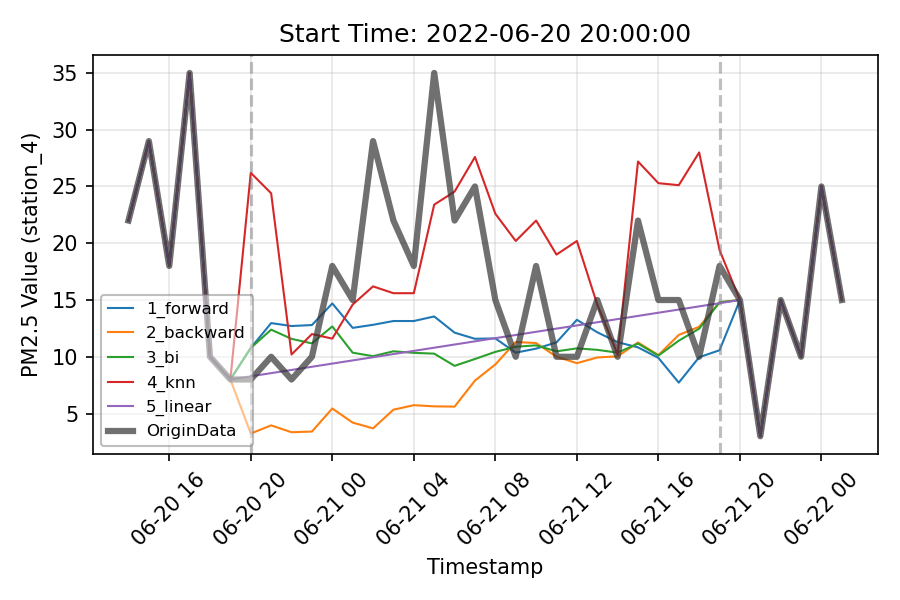 Start Time: 2022-06-20 20:00:00
PM2.5 Value (station_4)
35
30
25
20
15
10
5
1_forward
2_backward
3_bi
4_knn
5_linear
OriginData
06-20 16
06-20 20
06-21 00
06-21 04
06-21 08
06-21 12
06-21 16
06-21 20
06-22 00
Timestamp